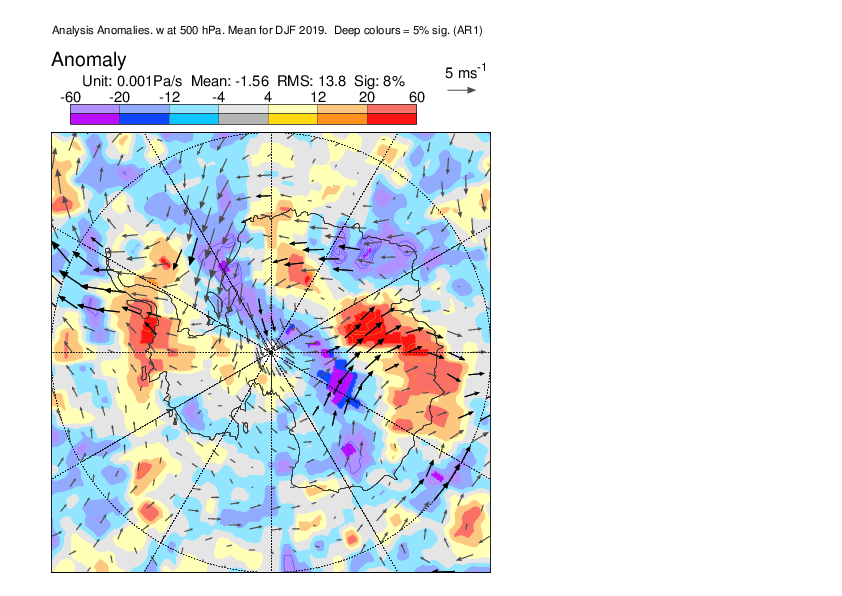 Analysis Anomalies. w at 500 hPa. Mean for DJF 2019. Deep colours = 5% sig. (AR1)
Anomaly
5 ms-1
Unit: 0.001Pa/s Mean: -1.56 RMS: 13.8 Sig: 8%
-60 -20 -12 -4 4 12 20 60